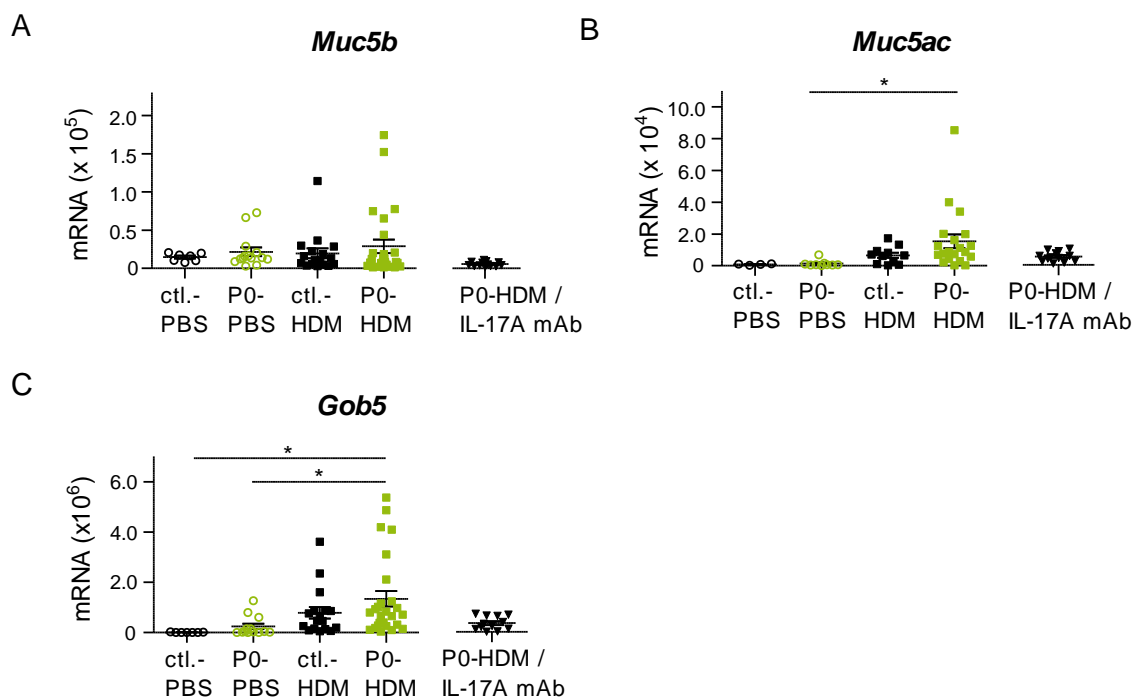 A
Muc5b
mRNA (x 10⁵)
2.0
1.5
1.0
0.5
0
ctl.- P0- ctl.- P0- P0-HDM /
PBS PBS HDM HDM IL-17A mAb
B
Muc5ac
*
mRNA (x 10⁴)
10.0
8.0
6.0
4.0
2.0
0
ctl.- P0- ctl.- P0- P0-HDM /
PBS PBS HDM HDM IL-17A mAb
C
Gob5
*
*
mRNA (x10⁶)
6.0
4.0
2.0
0
ctl.- P0- ctl.- P0- P0-HDM /
PBS PBS HDM HDM IL-17A mAb